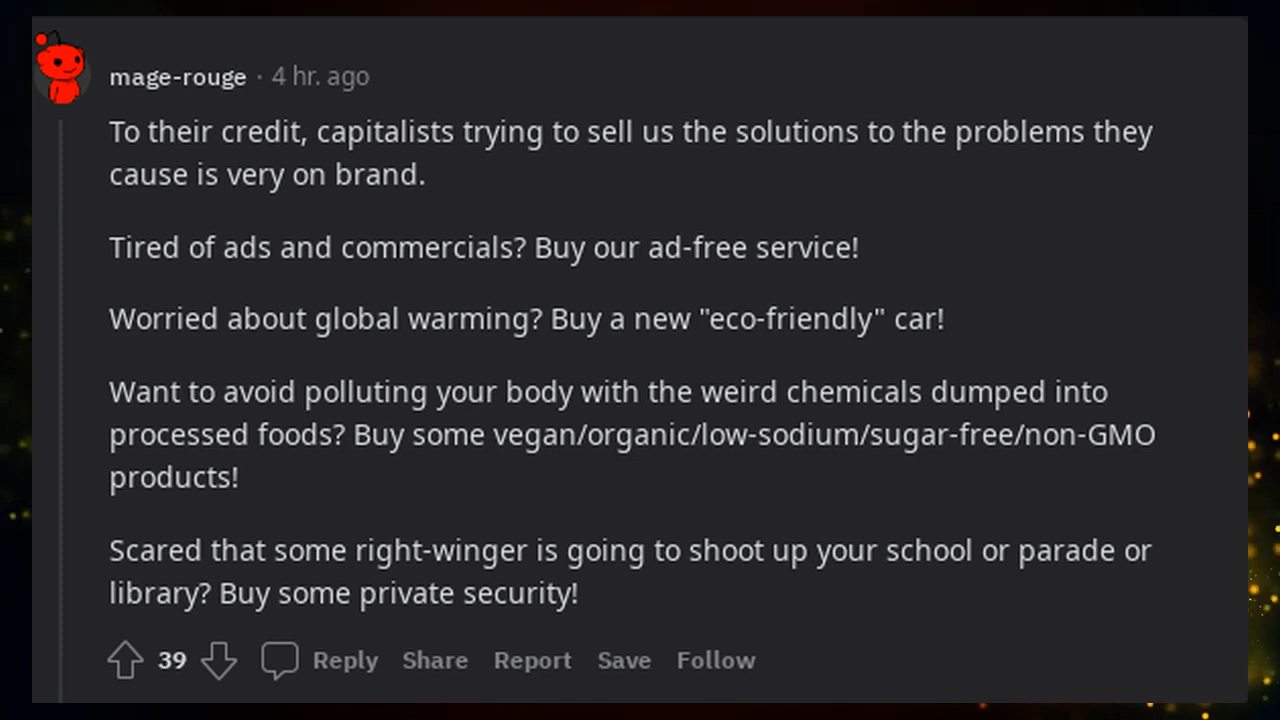 mage-rouge · 4 hr. ago
To their credit, capitalists trying to sell us the solutions to the problems they
cause is very on brand.
Tired of ads and commercials? Buy our ad-free service!
Worried about global warming? Buy a new "eco-friendly" car!
Want to avoid polluting your body with the weird chemicals dumped into
processed foods? Buy some vegan/organic/low-sodium/sugar-free/non-GMO
products!
Scared that some right-winger is going to shoot up your school or parade or
library? Buy some private security!
39 Reply Share Report Save Follow